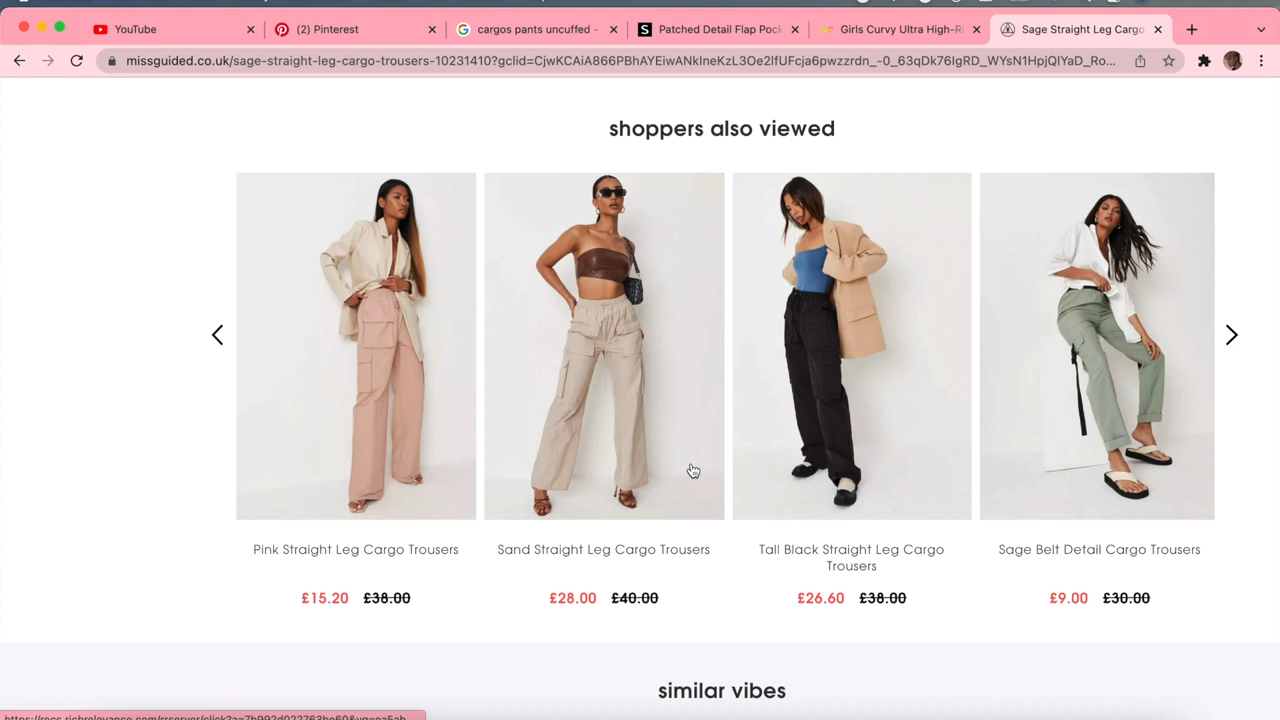 YouTube
(2) Pinterest
cargos pants uncuffed -
Patched Detail Flap Pock
Girls Curvy Ultra High-Ri
Sage Straight Leg Cargo
missguided.co.uk/sage-straight-leg-cargo-trousers-10231410?gclid=CjwKCAiA866PBhAYEiwANkIneKzL3Oe2IfUFcja6pwzzrdn_-0_63qDk76IgRD_WYsN1HpjQlYaD_Ro...
shoppers also viewed
Pink Straight Leg Cargo Trousers
£15.20 £38.00
Sand Straight Leg Cargo Trousers
£28.00 £40.00
Tall Black Straight Leg Cargo
Trousers
£26.60 £38.00
Sage Belt Detail Cargo Trousers
£9.00 £30.00
similar vibes